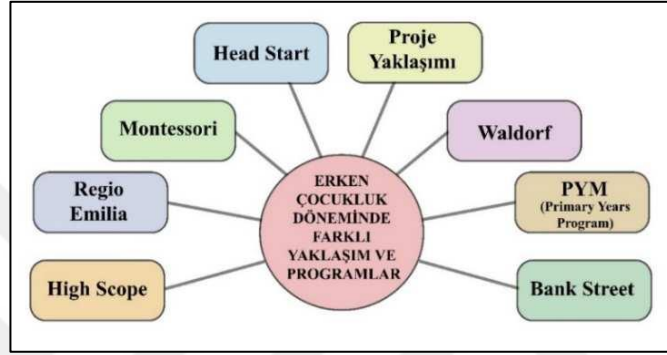 Head Start
Proje
Yaklaşımı
Montessori
Waldorf
Regio
Emilia
ERKEN
ÇOCUKLUK
DÖNEMİNDE
FARKLI
YAKLAŞIM VE
PROGRAMLAR
PYM
(Primary Years
Program)
High Scope
Bank Street